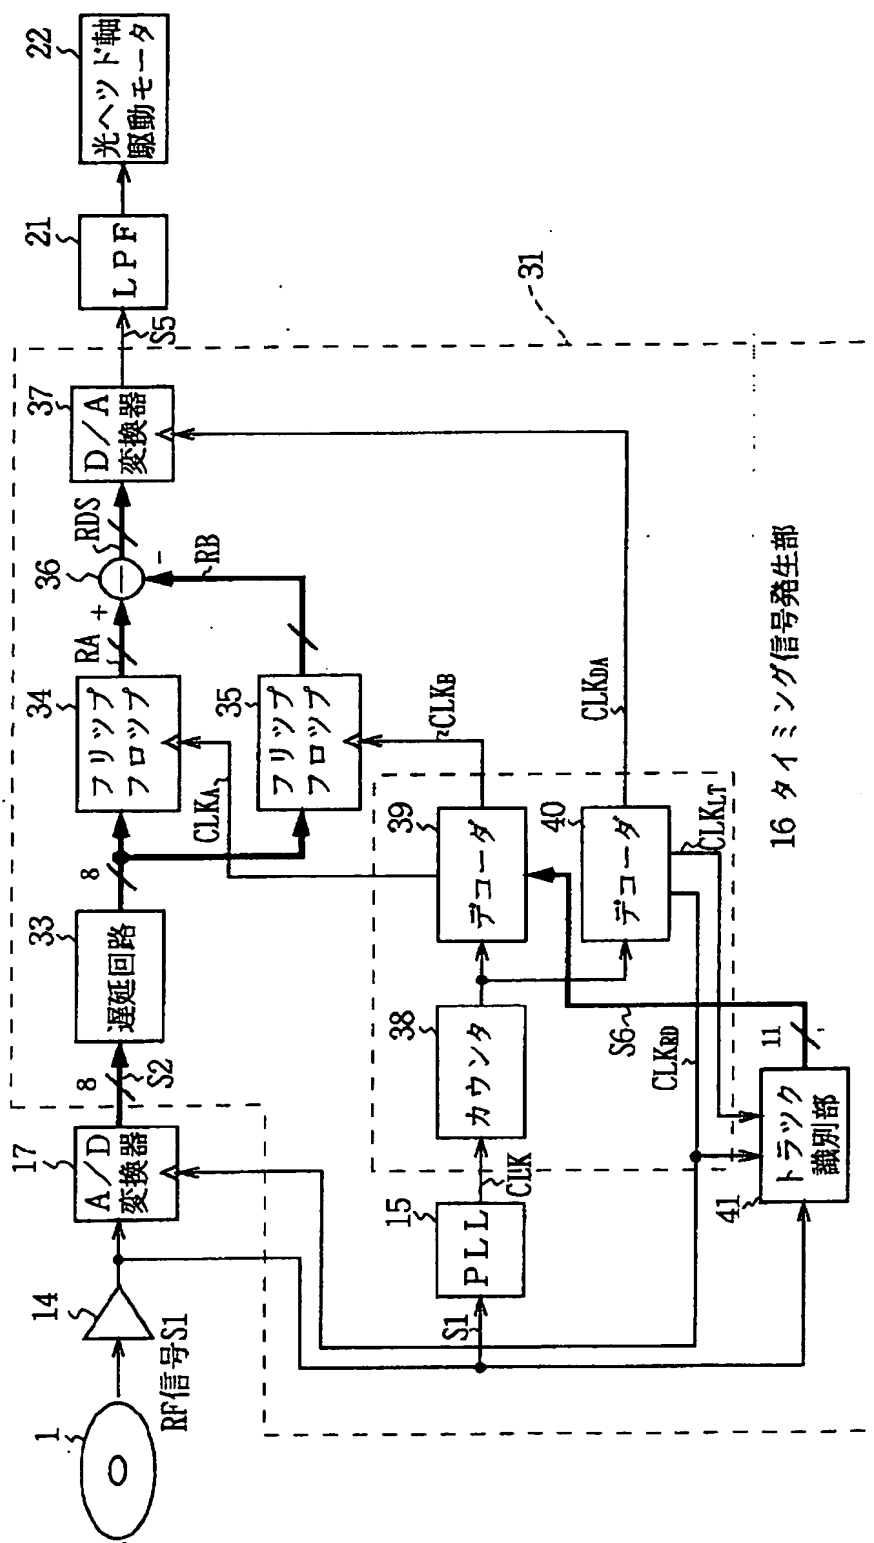 1
RF信号S1
14
17
A/D
変換器
8
S2
33
遅延回路
8
34
フリップ
フロップ
RA
+
36
−
-
RDS
37
D/A
変換器
S5
21
LPF
22
光ヘツド軸
駆動モータ
35
フリップ
フロップ
RB
CLKA
CLKB
CLKDA
31
S1
15
PLL
CLK
38
カウンタ
39
デコーダ
40
デコーダ
S6
CLKRD
CLKLT
41
トラツク
識別部
11
16 タイミング信号発生部